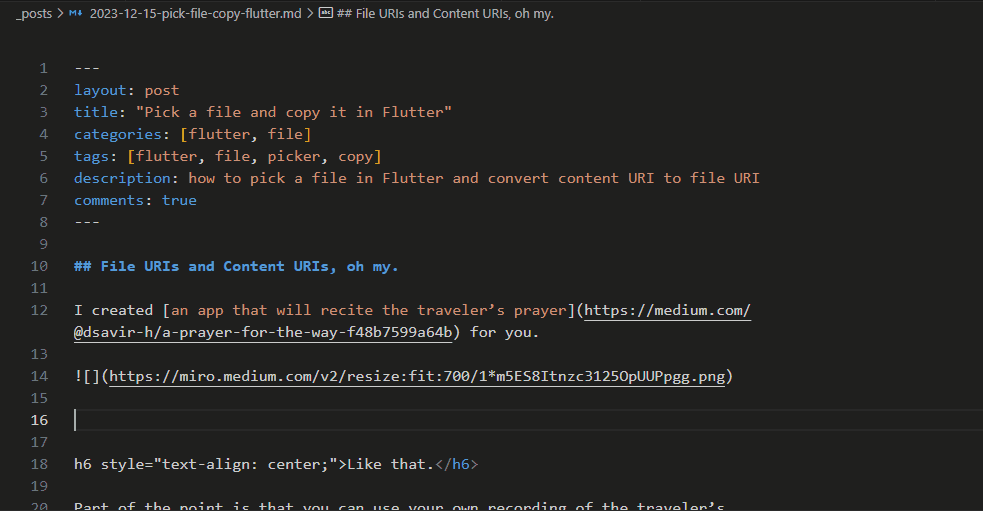 _posts > 2023-12-15-pick-file-copy-flutter.md > abc ## File URIs and Content URIs, oh my.
1 ---
2 layout: post
3 title: "Pick a file and copy it in Flutter"
4 categories: [flutter, file]
5 tags: [flutter, file, picker, copy]
6 description: how to pick a file in Flutter and convert content URI to file URI
7 comments: true
8 ---
9
10 ## File URIs and Content URIs, oh my.
11
12 I created [an app that will recite the traveler’s prayer](https://medium.com/
@dsavir-h/a-prayer-for-the-way-f48b7599a64b) for you.
13
14 ![](https://miro.medium.com/v2/resize:fit:700/1*m5ES8Itnzc3125OpUUPpgg.png)
15
16
17
18 h6 style="text-align: center;">Like that.</h6>
19
20 Part of the point is that you can use your own recording of the traveler’s